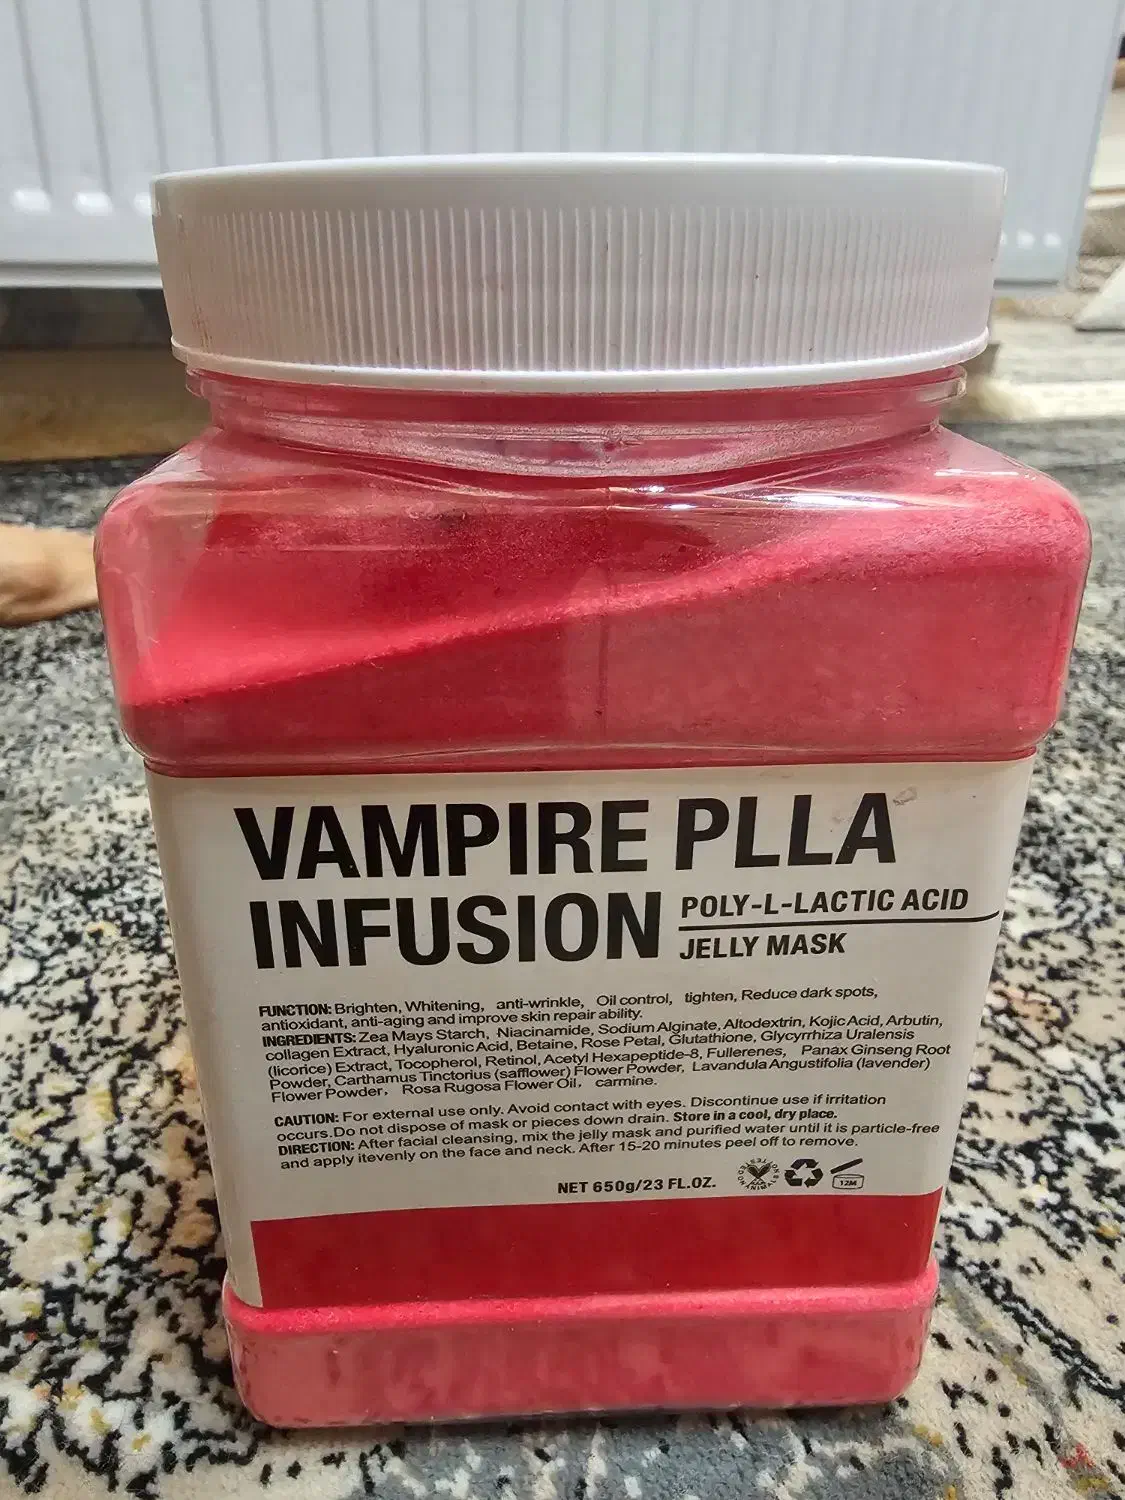 VAMPIRE PLLA
INFUSION
POLY-L-LACTIC ACID
JELLY MASK
FUNCTION: Brighten, Whitening, anti-wrinkle, Oil control, tighten, Reduce dark spots,
antioxidant, anti-aging and improve skin repair ability.
INGREDIENTS: Zea Mays Starch, Niacinamide, Sodium Alginate, Altodextrin, Kojic Acid, Arbutin,
collagen Extract, Hyaluronic Acid, Betaine, Rose Petal, Glutathione, Glycyrrhiza Uralensis
(licorice) Extract, Tocopherol, Retinol, Acetyl Hexapeptide-8, Fullerenes, Panax Ginseng Root
Powder, Carthamus Tinctorius (safflower) Flower Powder, Lavandula Angustifolia (lavender)
Flower Powder, Rosa Rugosa Flower Oil, carmine.
CAUTION: For external use only. Avoid contact with eyes. Discontinue use if irritation
occurs. Do not dispose of mask or pieces down drain. Store in a cool, dry place.
DIRECTION: After facial cleansing, mix the jelly mask and purified water until it is particle-free
and apply itevenly on the face and neck. After 15-20 minutes peel off to remove.
NET 650g/23 FL.OZ.
12M